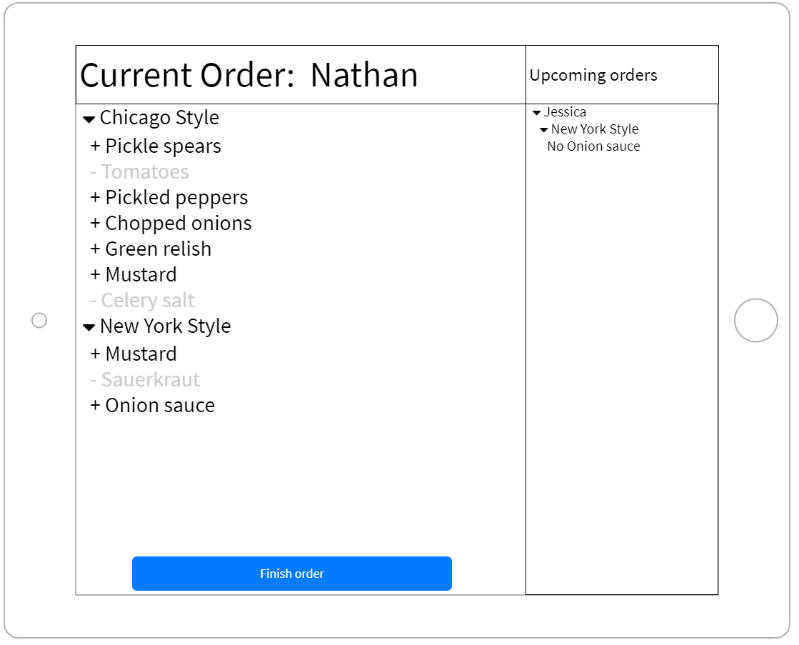 Current Order:  Nathan
Upcoming orders
Chicago Style
+ Pickle spears
- Tomatoes
+ Pickled peppers
+ Chopped onions
+ Green relish
+ Mustard
- Celery salt
New York Style
+ Mustard
- Sauerkraut
+ Onion sauce
Finish order
Jessica
New York Style
No Onion sauce